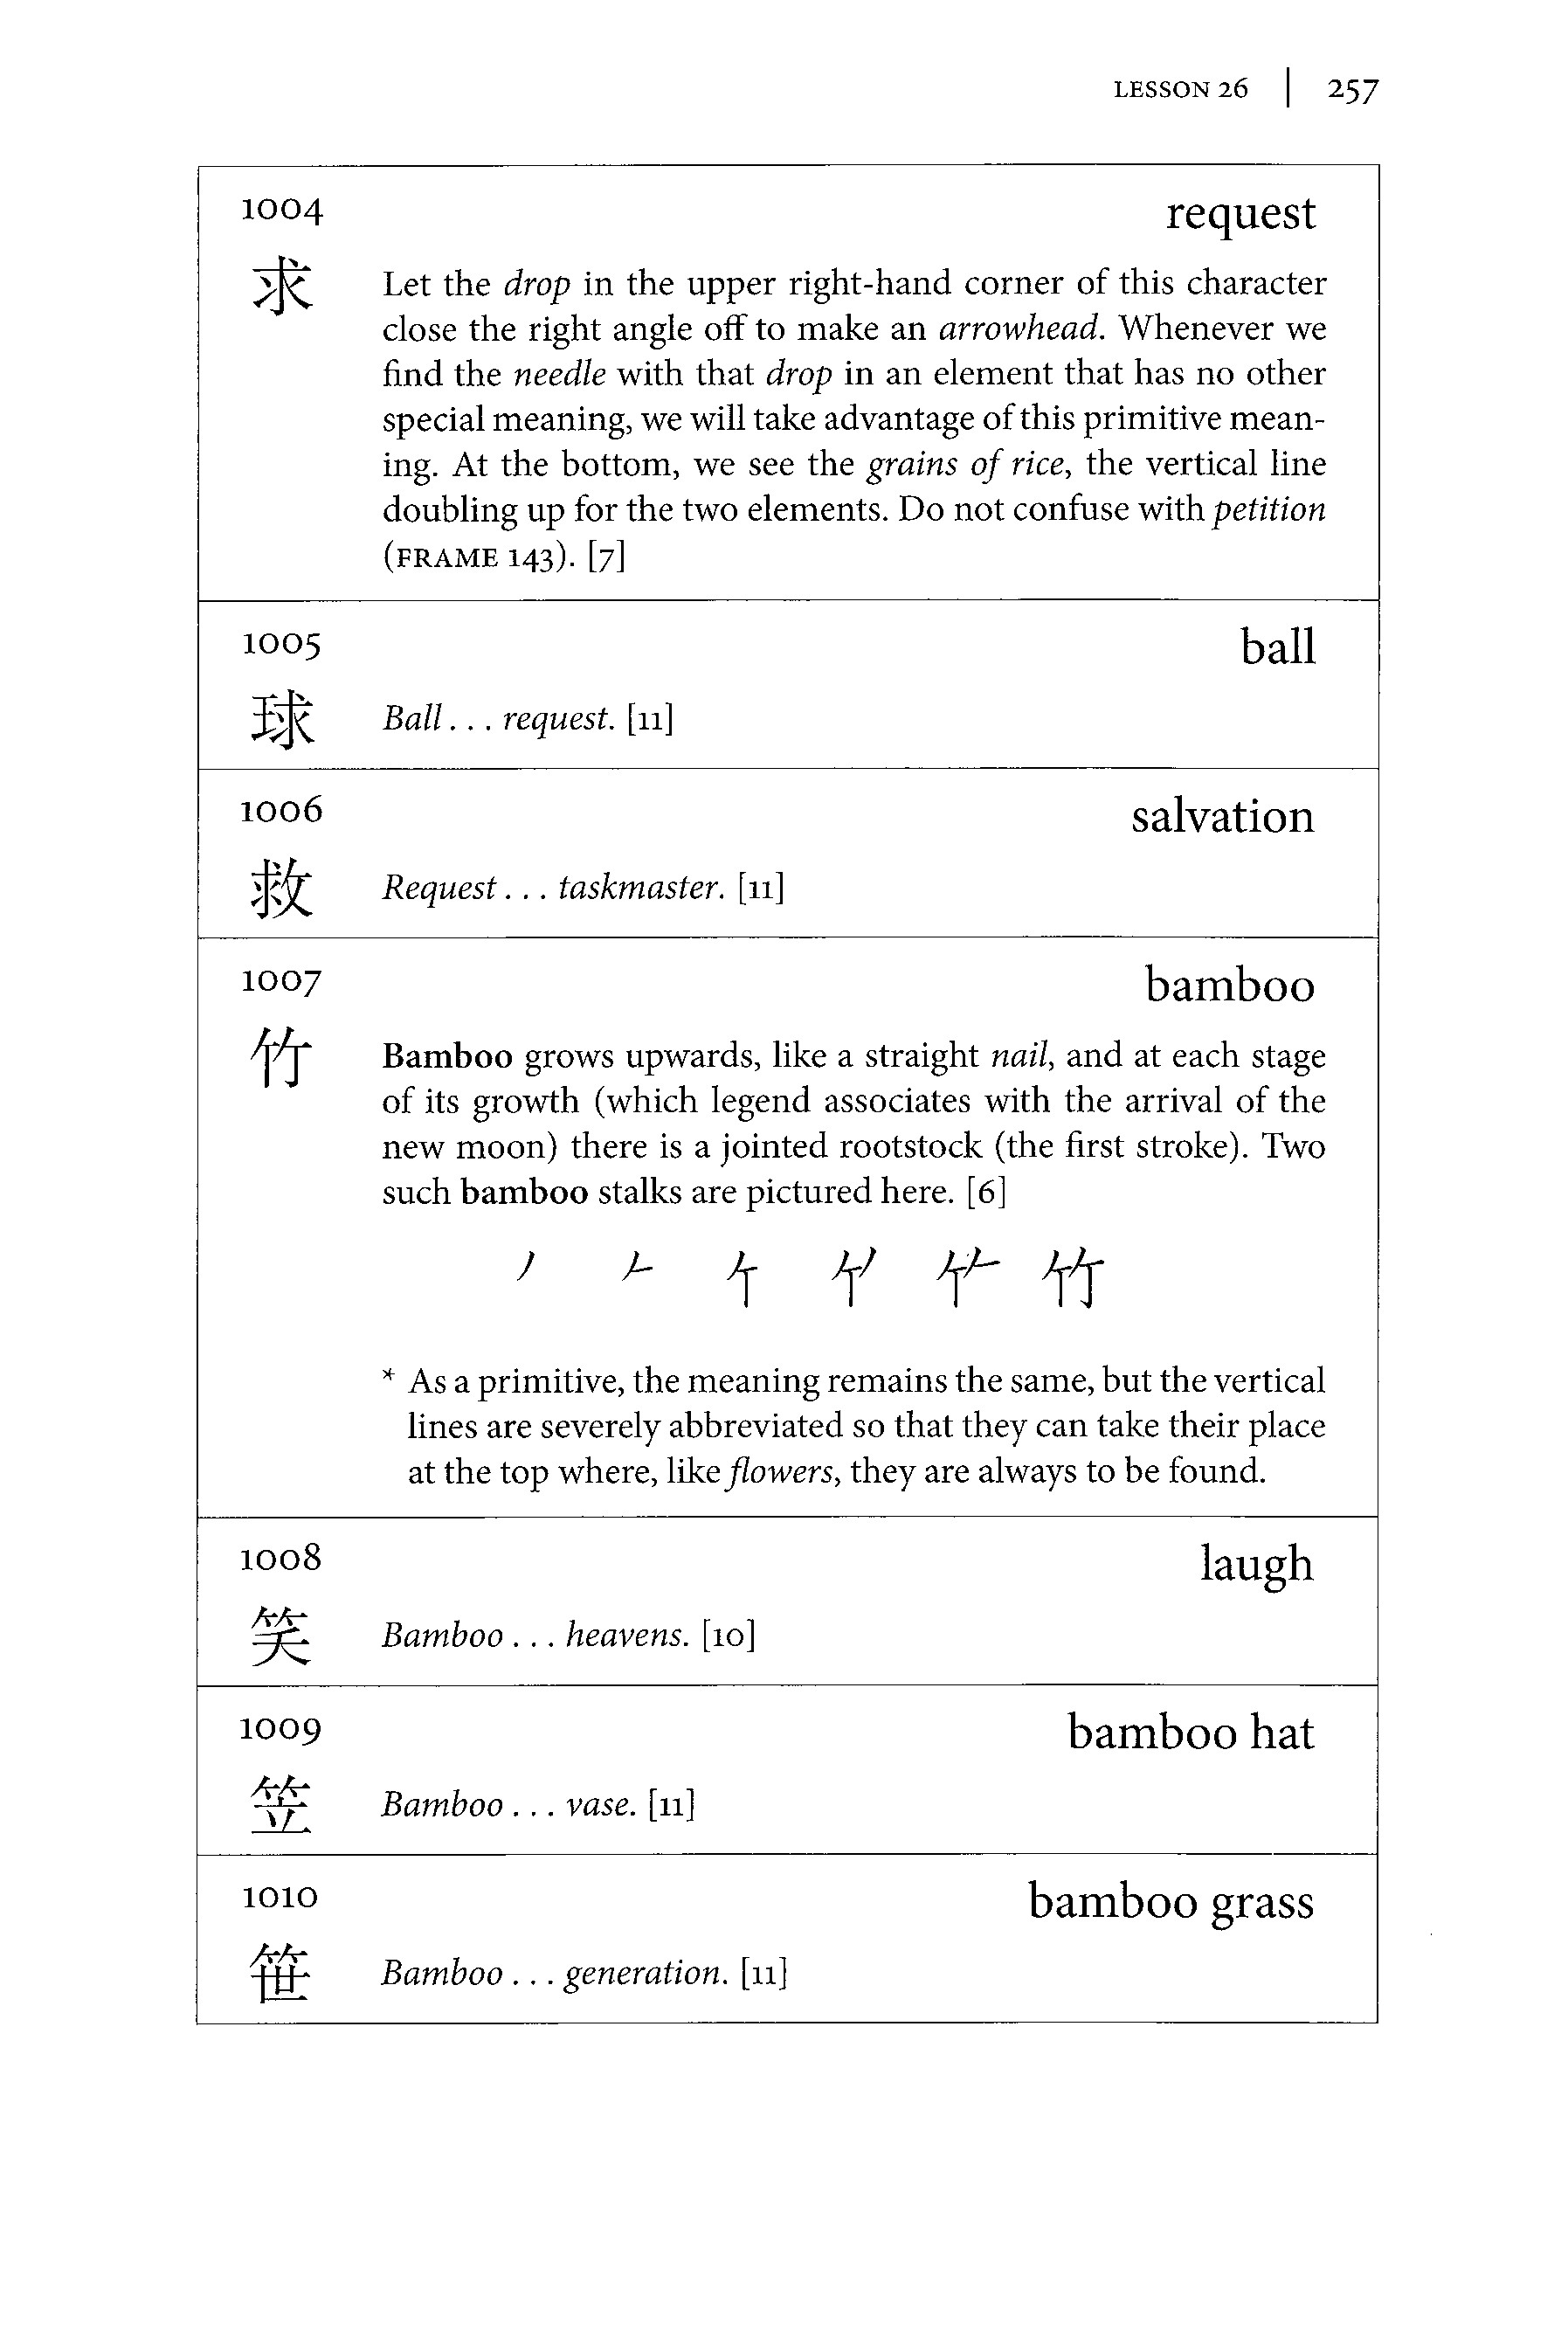 LESSON 26 | 257
1004 request
求 Let the drop in the upper right-hand corner of this character
close the right angle off to make an arrowhead. Whenever we
find the needle with that drop in an element that has no other
special meaning, we will take advantage of this primitive mean-
ing. At the bottom, we see the grains of rice, the vertical line
doubling up for the two elements. Do not confuse with petition
(FRAME 143). [7]
1005 ball
球 Ball . . . request. [11]
1006 salvation
救 Request . . . taskmaster. [11]
1007 bamboo
竹 Bamboo grows upwards, like a straight nail, and at each stage
of its growth (which legend associates with the arrival of the
new moon) there is a jointed rootstock (the first stroke). Two
such bamboo stalks are pictured here. [6]
竹
* As a primitive, the meaning remains the same, but the vertical
lines are severely abbreviated so that they can take their place
at the top where, like flowers, they are always to be found.
1008 laugh
笑 Bamboo . . . heavens. [10]
1009 bamboo hat
笠 Bamboo . . . vase. [11]
1010 bamboo grass
笹 Bamboo . . . generation. [11]